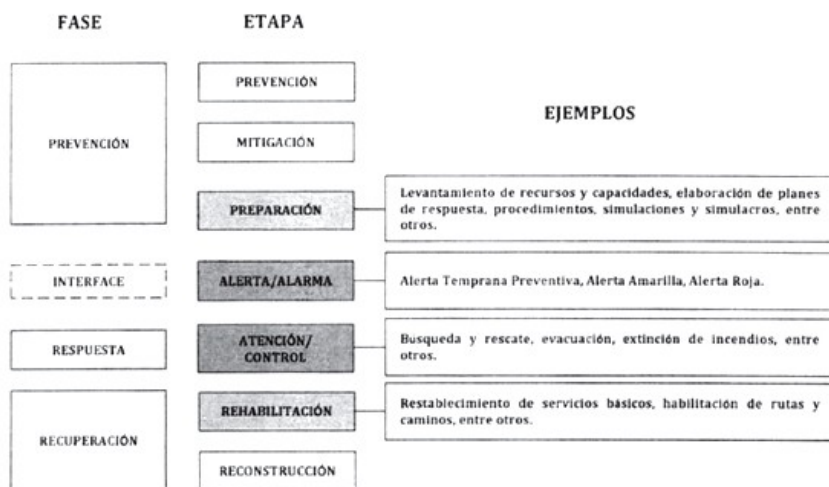 FASE
ETAPA
PREVENCIÓN
PREVENCIÓN
MITIGACIÓN
EJEMPLOS
PREPARACIÓN
Levantamiento de recursos y capacidades, elaboración de planes
de respuesta, procedimientos, simulaciones y simulacros, entre
otros.
INTERFACE
ALERTA/ALARMA
Alerta Temprana Preventiva, Alerta Amarilla, Alerta Roja.
RESPUESTA
ATENCIÓN/
CONTROL
Busqueda y rescate, evacuación, extinción de incendios, entre
otros.
RECUPERACIÓN
REHABILITACIÓN
Restablecimiento de servicios básicos, habilitación de rutas y
caminos, entre otros.
RECONSTRUCCIÓN